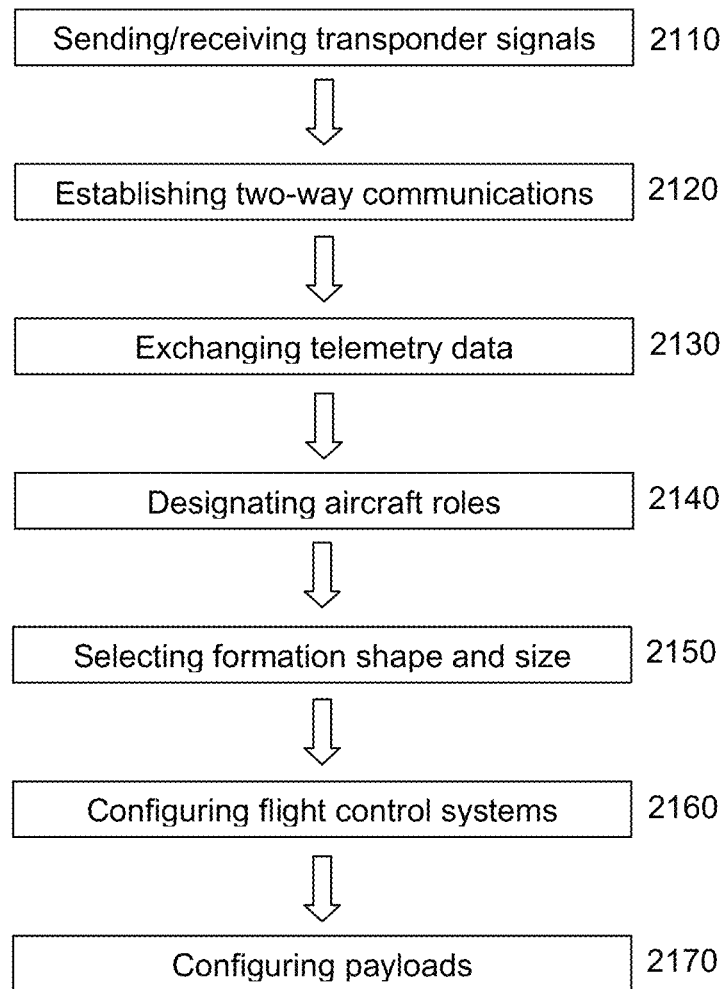 Sending/receiving transponder signals 2110
Establishing two-way communications 2120
Exchanging telemetry data 2130
Designating aircraft roles 2140
Selecting formation shape and size 2150
Configuring flight control systems 2160
Configuring payloads 2170